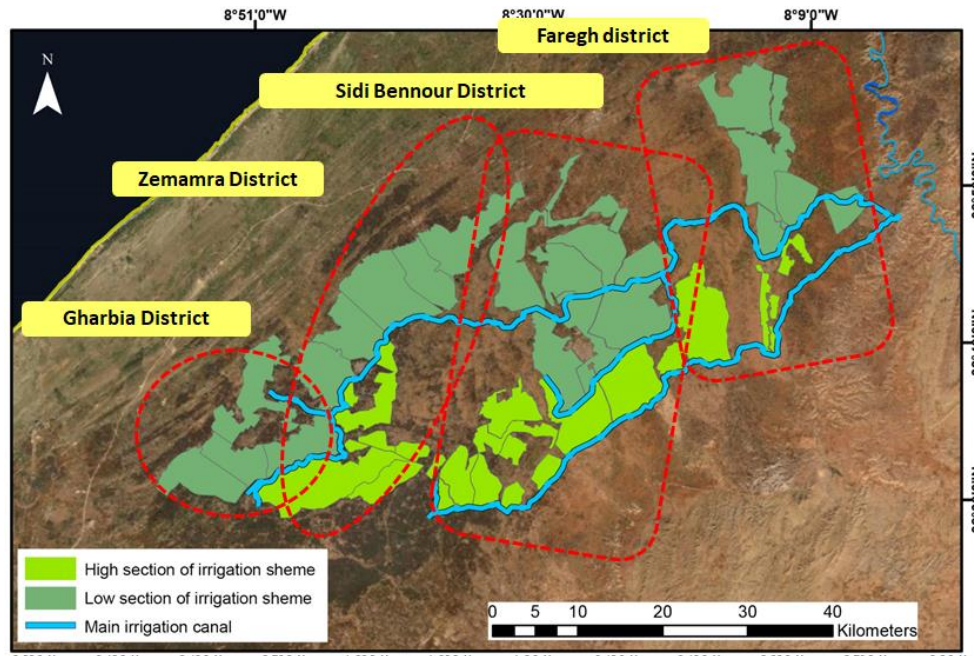 8°51'0"W 8°30'0"W 8°9'0"W
Faregh district
N
Sidi Bennour District
Zemamra District
Gharbia District
High section of irrigation sheme
Low section of irrigation sheme
Main irrigation canal
0 5 10 20 30 40
Kilometers